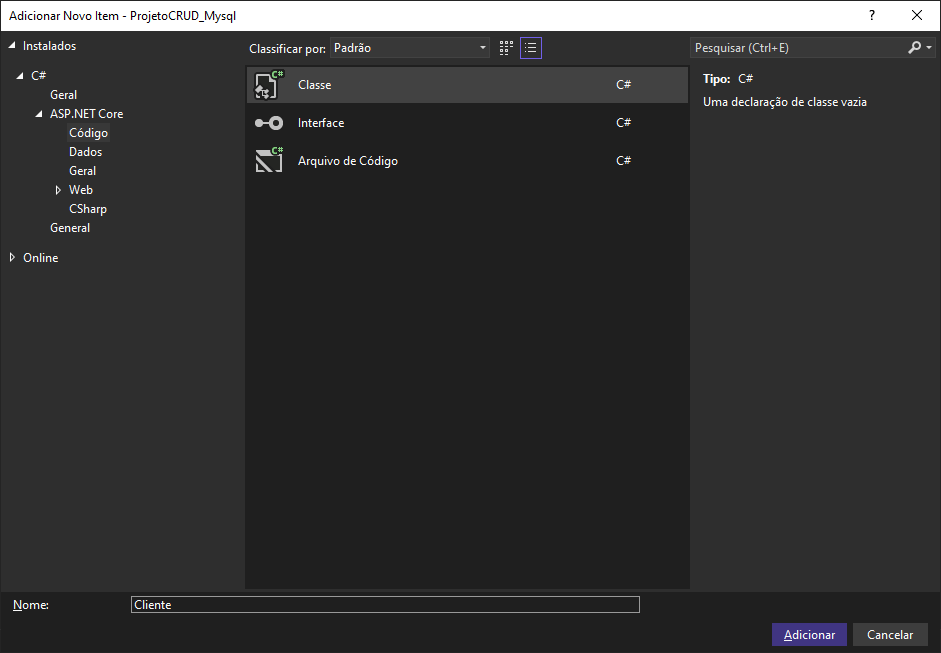 Adicionar Novo Item - ProjetoCRUD_Mysql
?
Instalados
C#
Geral
ASP.NET Core
Código
Dados
Geral
Web
CSharp
General
Online
Classificar por: Padrão
C#
Classe C#
Interface C#
C#
Arquivo de Código C#
Pesquisar (Ctrl+E)
Tipo: C#
Uma declaração de classe vazia
Nome: Cliente
Adicionar Cancelar